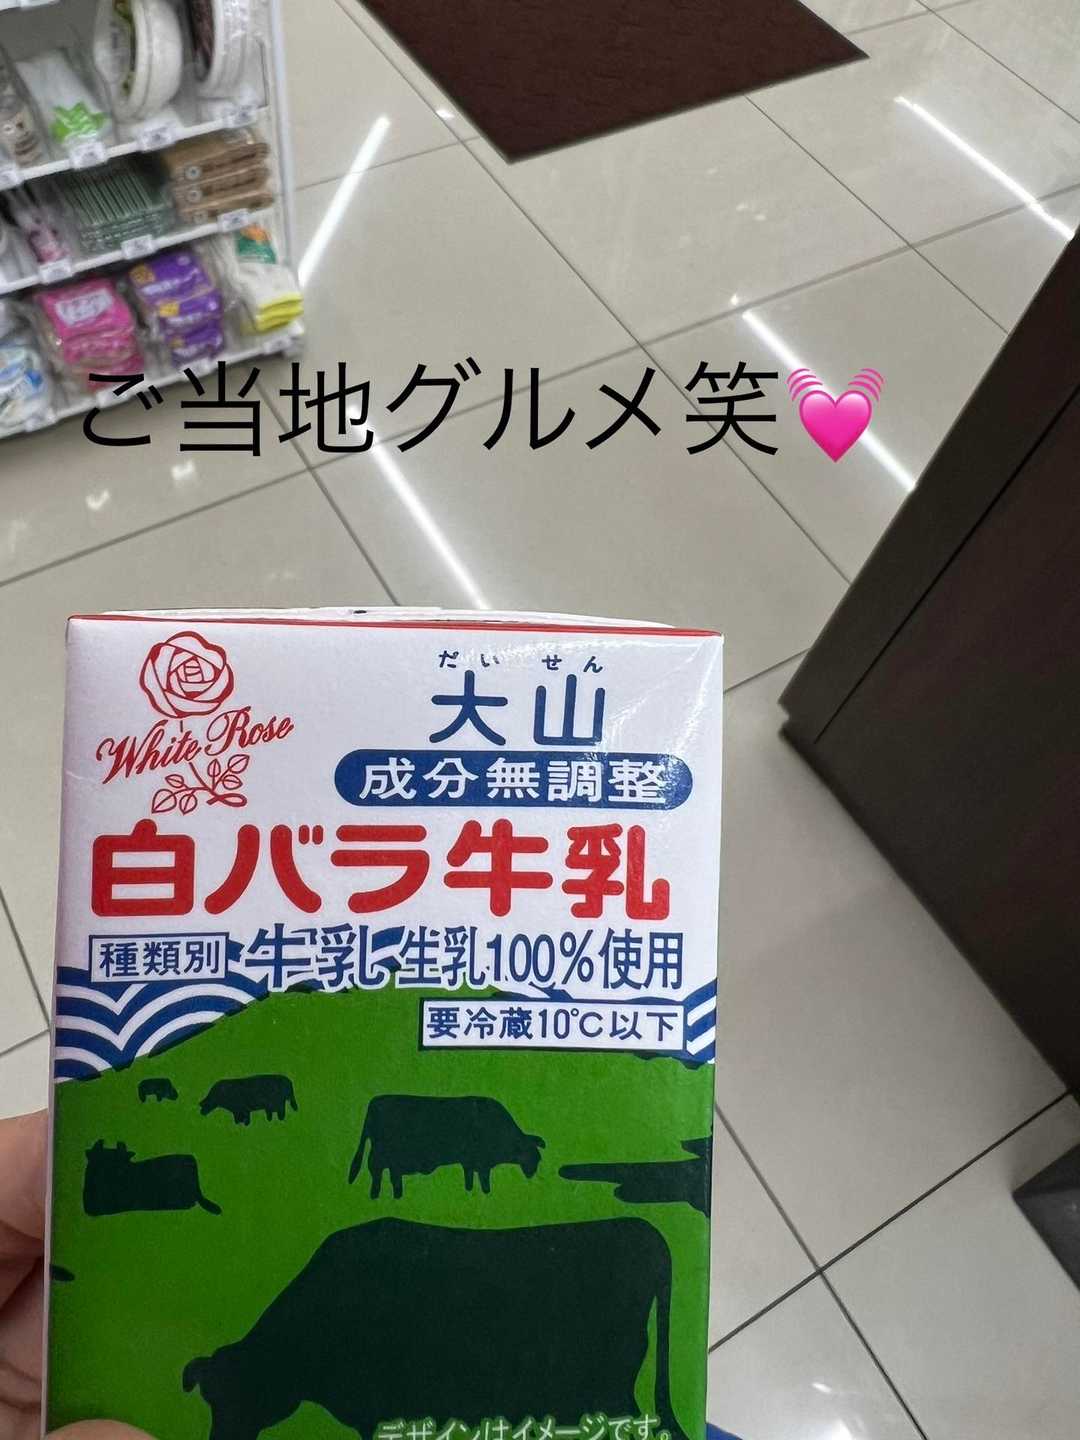 ご当地グルメ笑💓
だいせん
大山
White Rose
成分無調整
白バラ牛乳
種類別 牛乳 生乳100%使用
要冷蔵10℃以下
デザインはイメージです。